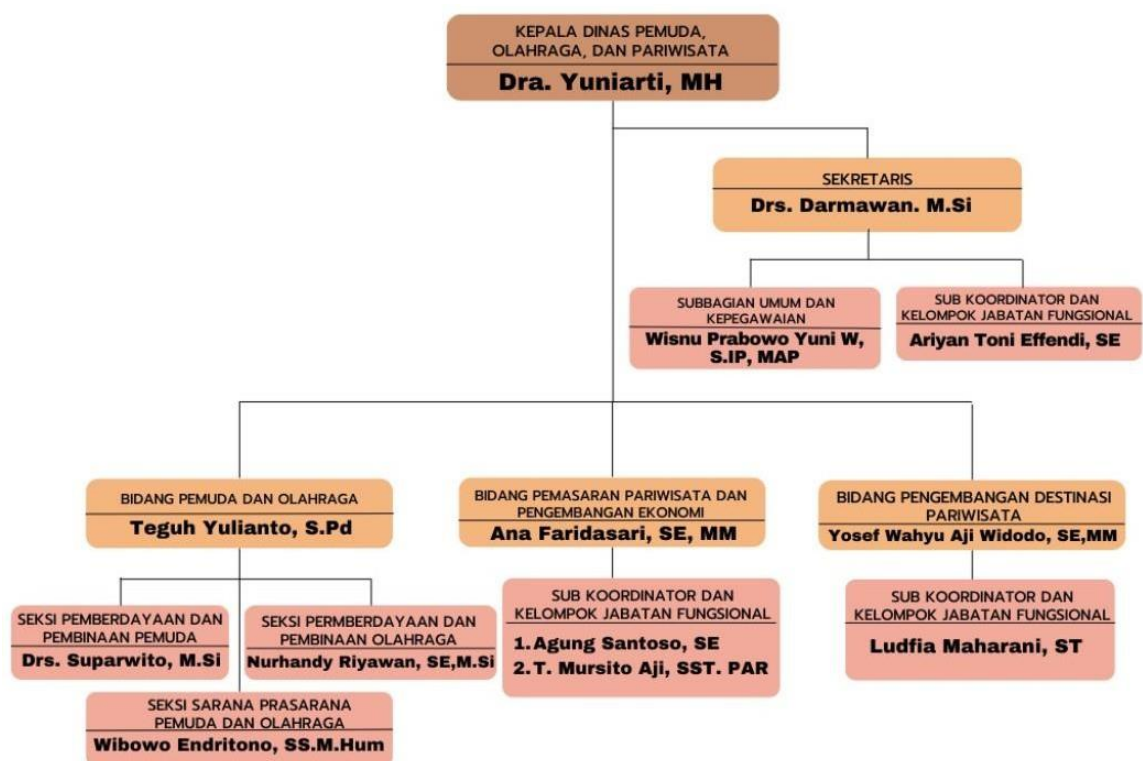 KEPALA DINAS PEMUDA,
OLAHRAGA, DAN PARIWISATA
Dra. Yuniarti, MH
SEKRETARIS
Drs. Darmawan. M.Si
SUBBAGIAN UMUM DAN
KEPEGAWAIAN
Wisnu Prabowo Yuni W,
S.IP, MAP
SUB KOORDINATOR DAN
KELOMPOK JABATAN FUNGSIONAL
Ariyan Toni Effendi, SE
BIDANG PEMUDA DAN OLAHRAGA
Teguh Yulianto, S.Pd
BIDANG PEMASARAN PARIWISATA DAN
PENGEMBANGAN EKONOMI
Ana Faridasari, SE, MM
BIDANG PENGEMBANGAN DESTINASI
PARIWISATA
Yosef Wahyu Aji Widodo, SE,MM
SEKSI PEMBERDAYAAN DAN
PEMBINAAN PEMUDA
Drs. Suparwito, M.Si
SEKSI PERMBERDAYAAN DAN
PEMBINAAN OLAHRAGA
Nurhandy Riyawan, SE,M.Si
SEKSI SARANA PRASARANA
PEMUDA DAN OLAHRAGA
Wibowo Endritono, SS.M.Hum
SUB KOORDINATOR DAN
KELOMPOK JABATAN FUNGSIONAL
1. Agung Santoso, SE
2. T. Mursito Aji, SST. PAR
SUB KOORDINATOR DAN
KELOMPOK JABATAN FUNGSIONAL
Ludfia Maharani, ST